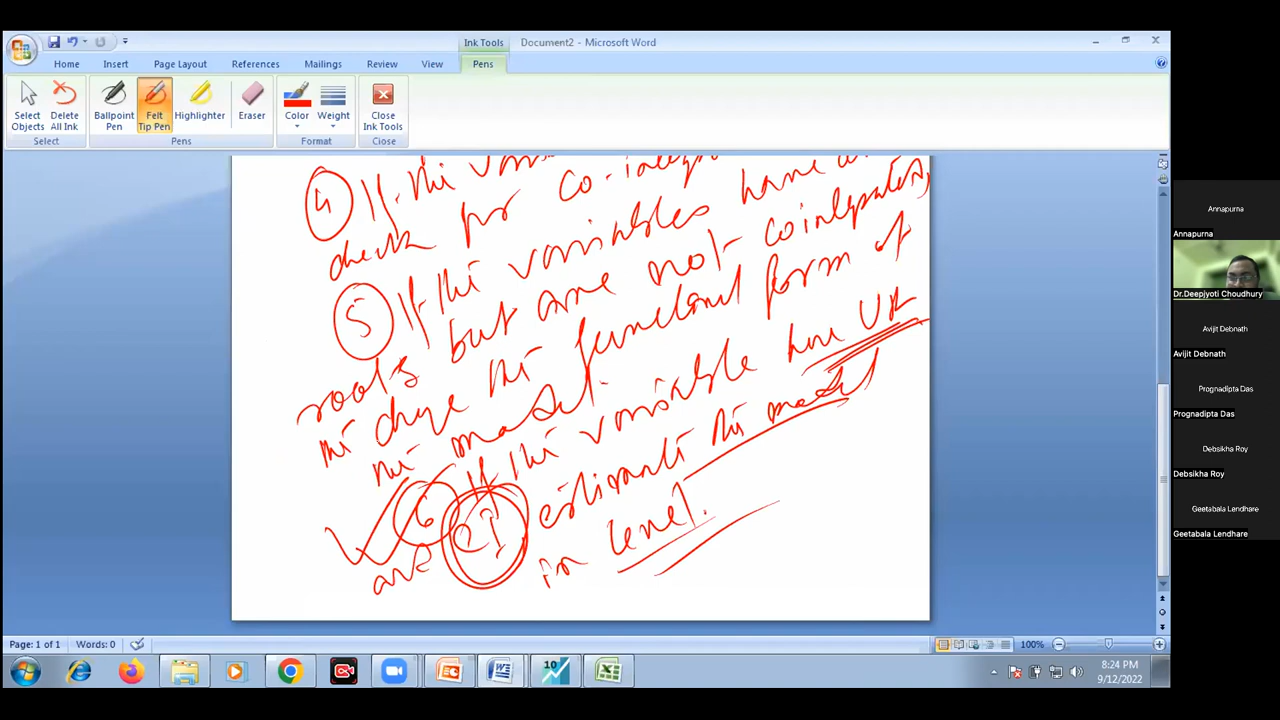 Ink Tools
Document2 - Microsoft Word
Home
Insert
Page Layout
References
Mailings
Review
View
Pens
Select Objects
Delete All Ink
Ballpoint Pen
Felt Tip Pen
Highlighter
Eraser
Color
Weight
Close Ink Tools
Select
Pens
Format
Close
④ If the
check for co-integ
⑤ If the variables have
roots but are not cointegrated,
the change the functional form of
the model.
⑥ If the variable have UR
and CI estimate the model
in level.
Annapurna
Annapurna
Dr.Deepjyoti Choudhury
Avijit Debnath
Avijit Debnath
Prognadipta Das
Prognadipta Das
Debsikha Roy
Debsikha Roy
Geetabala Lendhare
Geetabala Lendhare
Page: 1 of 1
Words: 0
100%
10
8:24 PM
9/12/2022